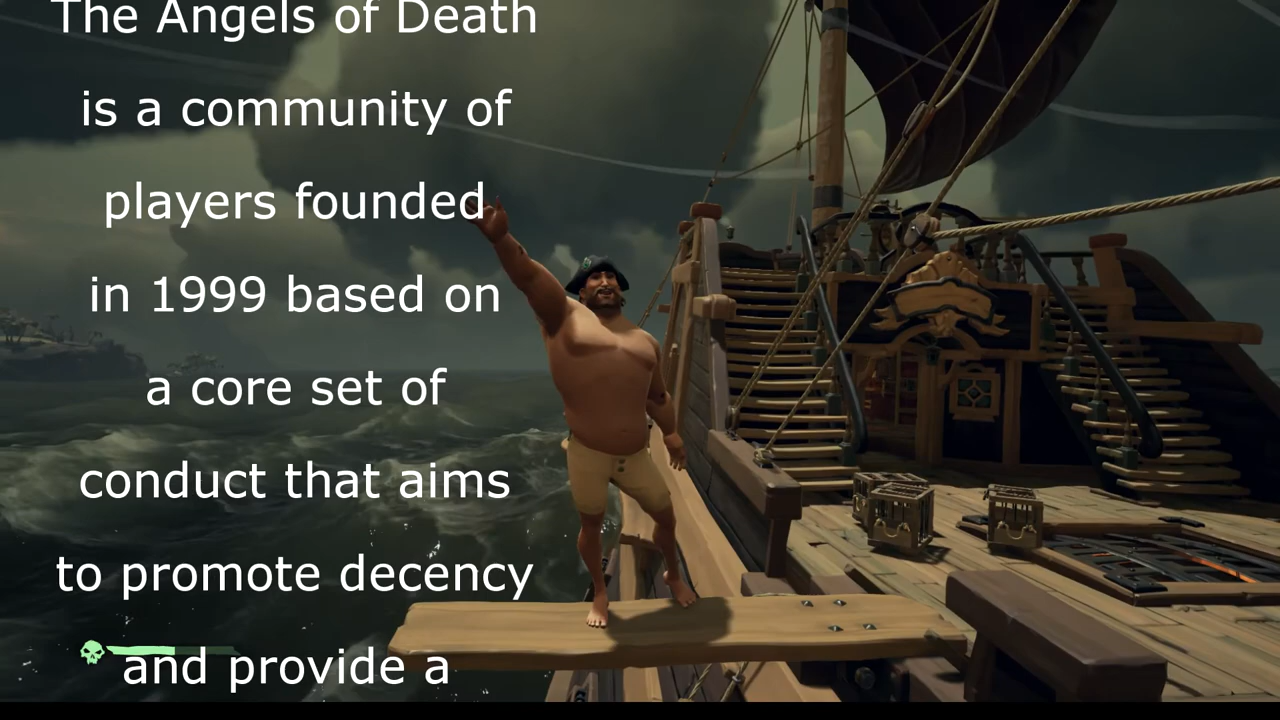 The Angels of Death
is a community of
players founded
in 1999 based on
a core set of
conduct that aims
to promote decency
and provide a